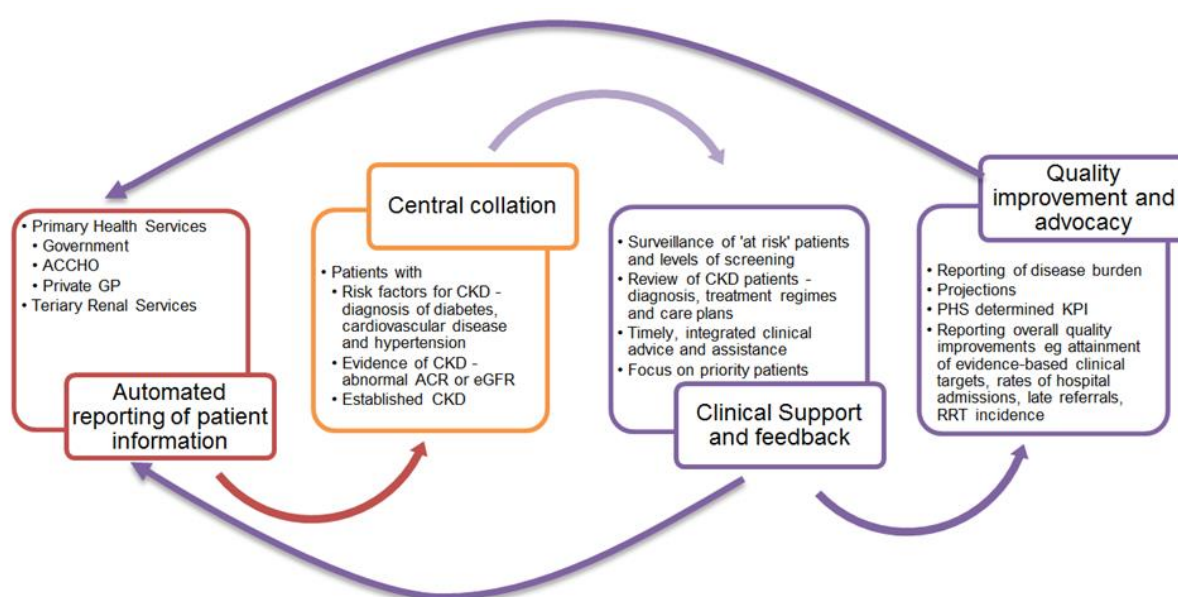 • Primary Health Services
• Government
• ACCHO
• Private GP
• Teriary Renal Services
Automated
reporting of patient
information
Central collation
• Patients with
• Risk factors for CKD -
diagnosis of diabetes,
cardiovascular disease
and hypertension
• Evidence of CKD -
abnormal ACR or eGFR
• Established CKD
• Surveillance of 'at risk' patients
and levels of screening
• Review of CKD patients -
diagnosis, treatment regimes
and care plans
• Timely, integrated clinical
advice and assistance
• Focus on priority patients
Clinical Support
and feedback
Quality
improvement and
advocacy
• Reporting of disease burden
• Projections
• PHS determined KPI
• Reporting overall quality
improvements eg attainment
of evidence-based clinical
targets, rates of hospital
admissions, late referrals,
RRT incidence